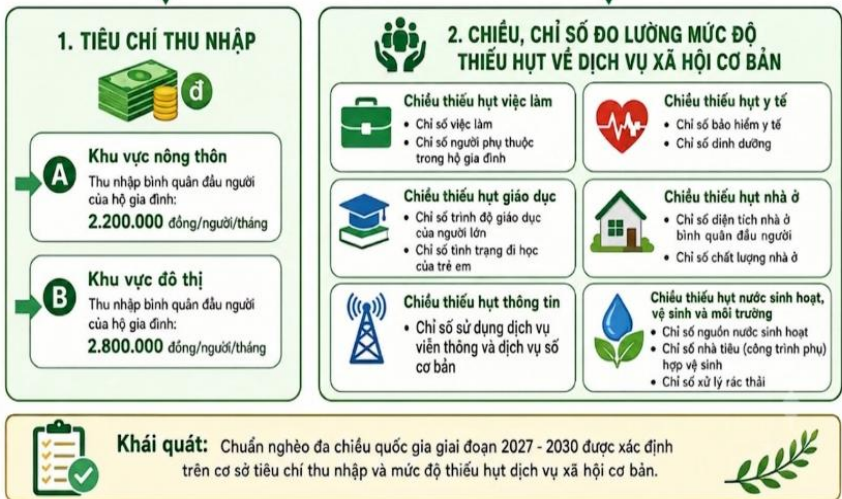 1. TIÊU CHÍ THU NHẬP
đ
A
Khu vực nông thôn
Thu nhập bình quân đầu người
của hộ gia đình:
2.200.000 đồng/người/tháng
B
Khu vực đô thị
Thu nhập bình quân đầu người
của hộ gia đình:
2.800.000 đồng/người/tháng
2. CHIỀU, CHỈ SỐ ĐO LƯỜNG MỨC ĐỘ
THIẾU HỤT VỀ DỊCH VỤ XÃ HỘI CƠ BẢN
Chiều thiếu hụt việc làm
• Chỉ số việc làm
• Chỉ số người phụ thuộc
trong hộ gia đình
Chiều thiếu hụt y tế
• Chỉ số bảo hiểm y tế
• Chỉ số dinh dưỡng
Chiều thiếu hụt giáo dục
• Chỉ số trình độ giáo dục
của người lớn
• Chỉ số tình trạng đi học
của trẻ em
Chiều thiếu hụt nhà ở
• Chỉ số diện tích nhà ở
bình quân đầu người
• Chỉ số chất lượng nhà ở
Chiều thiếu hụt thông tin
• Chỉ số sử dụng dịch vụ
viễn thông và dịch vụ số
cơ bản
Chiều thiếu hụt nước sinh hoạt,
vệ sinh và môi trường
• Chỉ số nguồn nước sinh hoạt
• Chỉ số nhà tiêu (công trình phụ)
hợp vệ sinh
• Chỉ số xử lý rác thải
Khái quát: Chuẩn nghèo đa chiều quốc gia giai đoạn 2027 - 2030 được xác định
trên cơ sở tiêu chí thu nhập và mức độ thiếu hụt dịch vụ xã hội cơ bản.